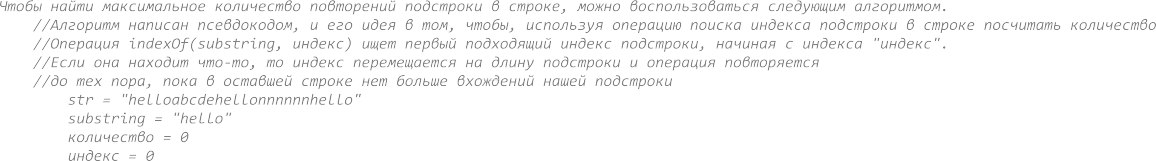 Чтобы найти максимальное количество повторений подстроки в строке, можно воспользоваться следующим алгоритмом.
//Алгоритм написан псевдокодом, и его идея в том, чтобы, используя операцию поиска индекса подстроки в строке посчитать количество
//Операция indexOf(substring, индекс) ищет первый подходящий индекс подстроки, начиная с индекса "индекс".
//Если она находит что-то, то индекс перемещается на длину подстроки и операция повторяется
//до тех пора, пока в оставшей строке нет больше вхождений нашей подстроки
str = "helloabcdehellonnnnnnhello"
substring = "hello"
количество = 0
индекс = 0